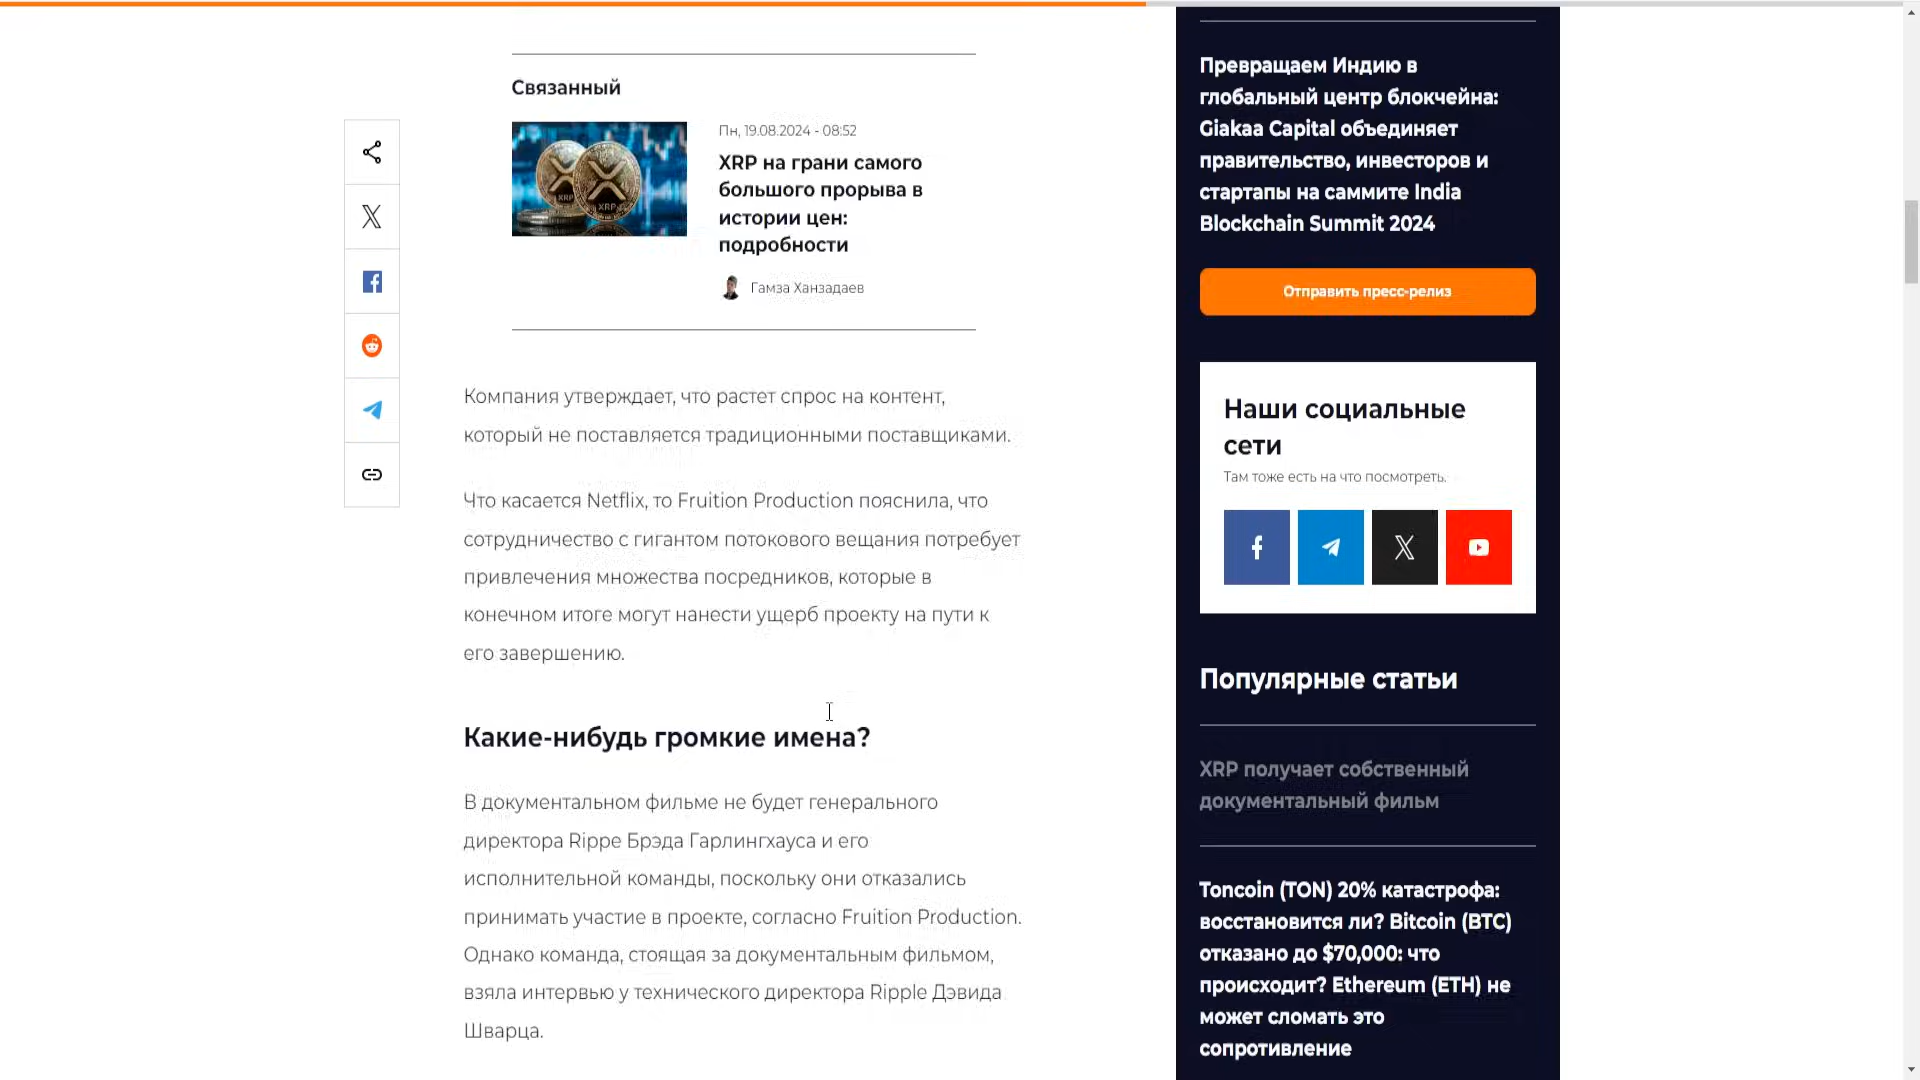 Связанный
Пн, 19.08.2024 - 08:52
XRP на грани самого
большого прорыва в
истории цен:
подробности
Гамза Ханзадаев
Компания утверждает, что растет спрос на контент,
который не поставляется традиционными поставщиками.
Что касается Netflix, то Fruition Production пояснила, что
сотрудничество с гигантом потокового вещания потребует
привлечения множества посредников, которые в
конечном итоге могут нанести ущерб проекту на пути к
его завершению.
Какие-нибудь громкие имена?
В документальном фильме не будет генерального
директора Rippe Брэда Гарлингхауса и его
исполнительной команды, поскольку они отказались
принимать участие в проекте, согласно Fruition Production.
Однако команда, стоящая за документальным фильмом,
взяла интервью у технического директора Ripple Дэвида
Шварца.
Превращаем Индию в
глобальный центр блокчейна:
Giakaa Capital объединяет
правительство, инвесторов и
стартапы на саммите India
Blockchain Summit 2024
Отправить пресс-релиз
Наши социальные
сети
Там тоже есть на что посмотреть.
Популярные статьи
XRP получает собственный
документальный фильм
Toncoin (TON) 20% катастрофа:
восстановится ли? Bitcoin (BTC)
отказано до $70,000: что
происходит? Ethereum (ETH) не
может сломать это
сопротивление